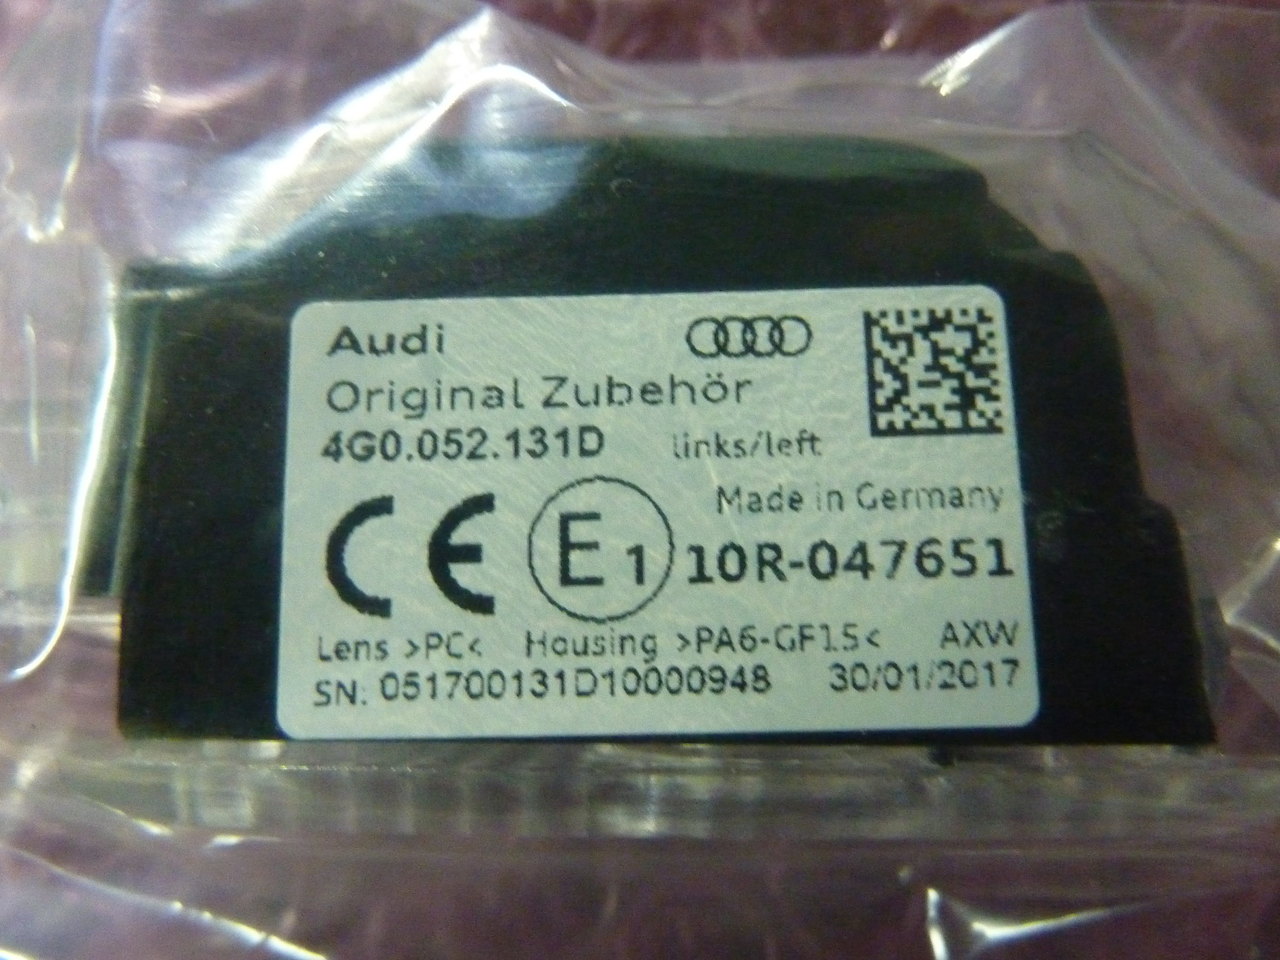 Audi
Original Zubehör
4G0.052.131D links/left
Made in Germany
CE E1 10R-047651
Lens >PC< Housing >PA6-GF15< AXW
SN: 051700131D10000948 30/01/2017